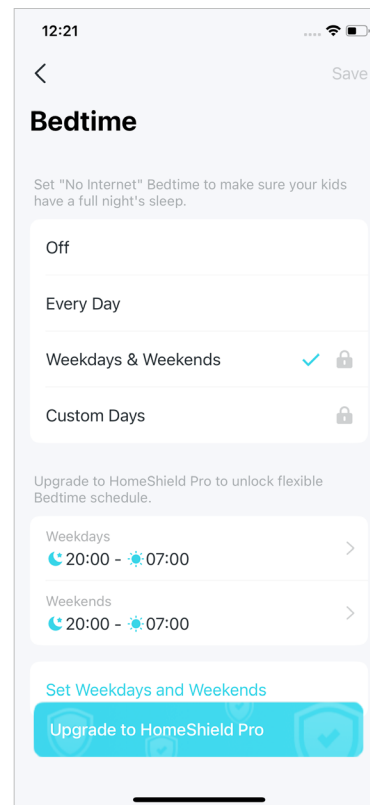 12:21
Save
Bedtime
Set "No Internet" Bedtime to make sure your kids
have a full night's sleep.
Off
Every Day
Weekdays & Weekends
Custom Days
Upgrade to HomeShield Pro to unlock flexible
Bedtime schedule.
Weekdays
20:00 - 07:00
Weekends
20:00 - 07:00
Set Weekdays and Weekends
Upgrade to HomeShield Pro